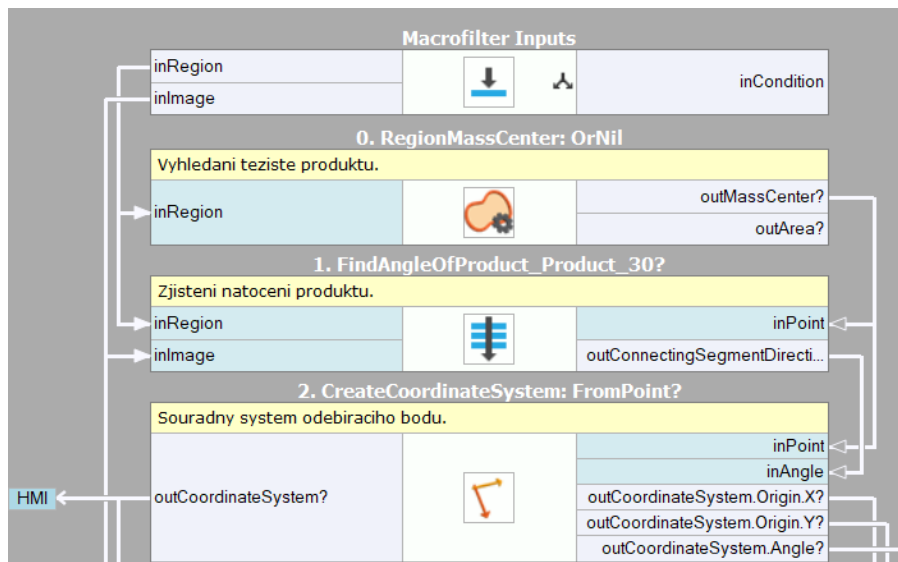 Macrofilter Inputs
inRegion
inImage
inCondition
0. RegionMassCenter: OrNil
Vyhledani teziste produktu.
inRegion
outMassCenter?
outArea?
1. FindAngleOfProduct_Product_30?
Zjisteni natoceni produktu.
inRegion
inPoint
inImage
outConnectingSegmentDirecti...
2. CreateCoordinateSystem: FromPoint?
Souradny system odebiraciho bodu.
inPoint
inAngle
HMI
outCoordinateSystem?
outCoordinateSystem.Origin.X?
outCoordinateSystem.Origin.Y?
outCoordinateSystem.Angle?